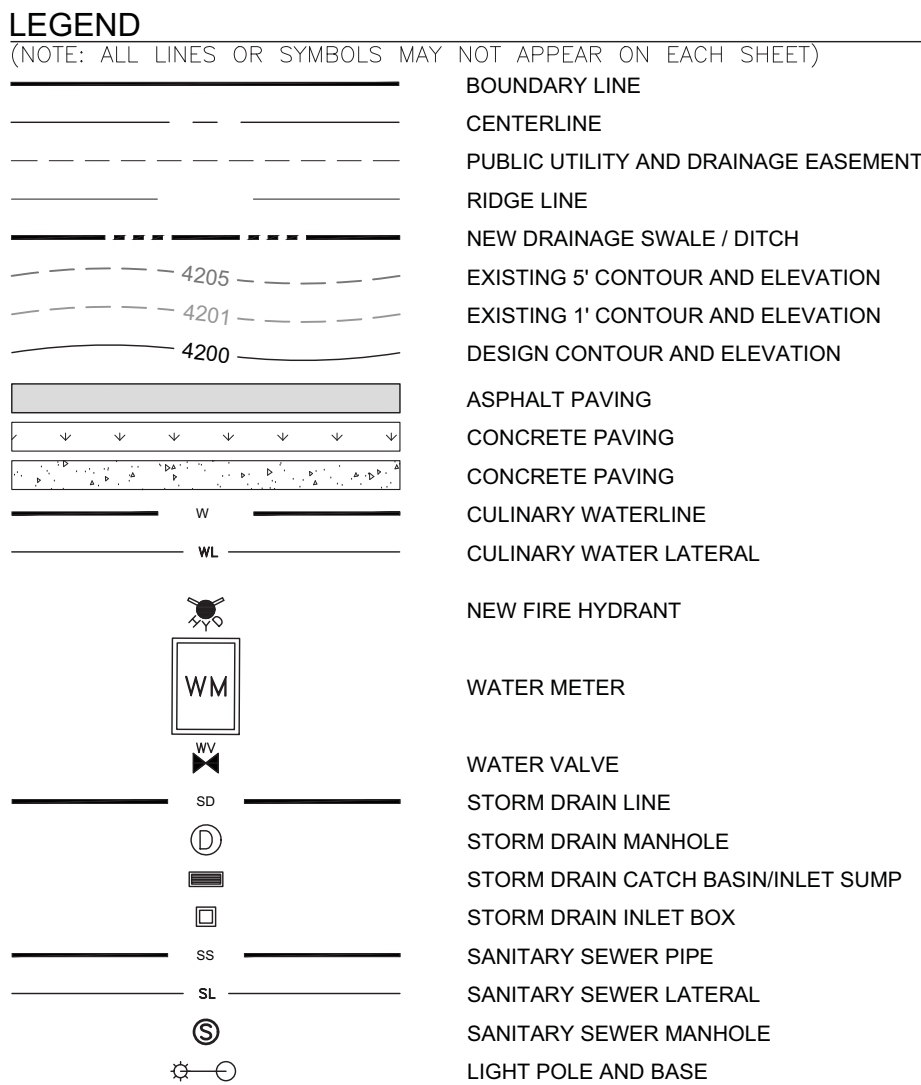 LEGEND
(NOTE: ALL LINES OR SYMBOLS MAY NOT APPEAR ON EACH SHEET)
BOUNDARY LINE
CENTERLINE
PUBLIC UTILITY AND DRAINAGE EASEMENT
RIDGE LINE
NEW DRAINAGE SWALE / DITCH
4205 EXISTING 5' CONTOUR AND ELEVATION
4201 EXISTING 1' CONTOUR AND ELEVATION
4200 DESIGN CONTOUR AND ELEVATION
ASPHALT PAVING
CONCRETE PAVING
CONCRETE PAVING
W CULINARY WATERLINE
WL CULINARY WATER LATERAL
HYD NEW FIRE HYDRANT
WM WATER METER
WV WATER VALVE
SD STORM DRAIN LINE
D STORM DRAIN MANHOLE
STORM DRAIN CATCH BASIN/INLET SUMP
STORM DRAIN INLET BOX
SS SANITARY SEWER PIPE
SL SANITARY SEWER LATERAL
S SANITARY SEWER MANHOLE
LIGHT POLE AND BASE